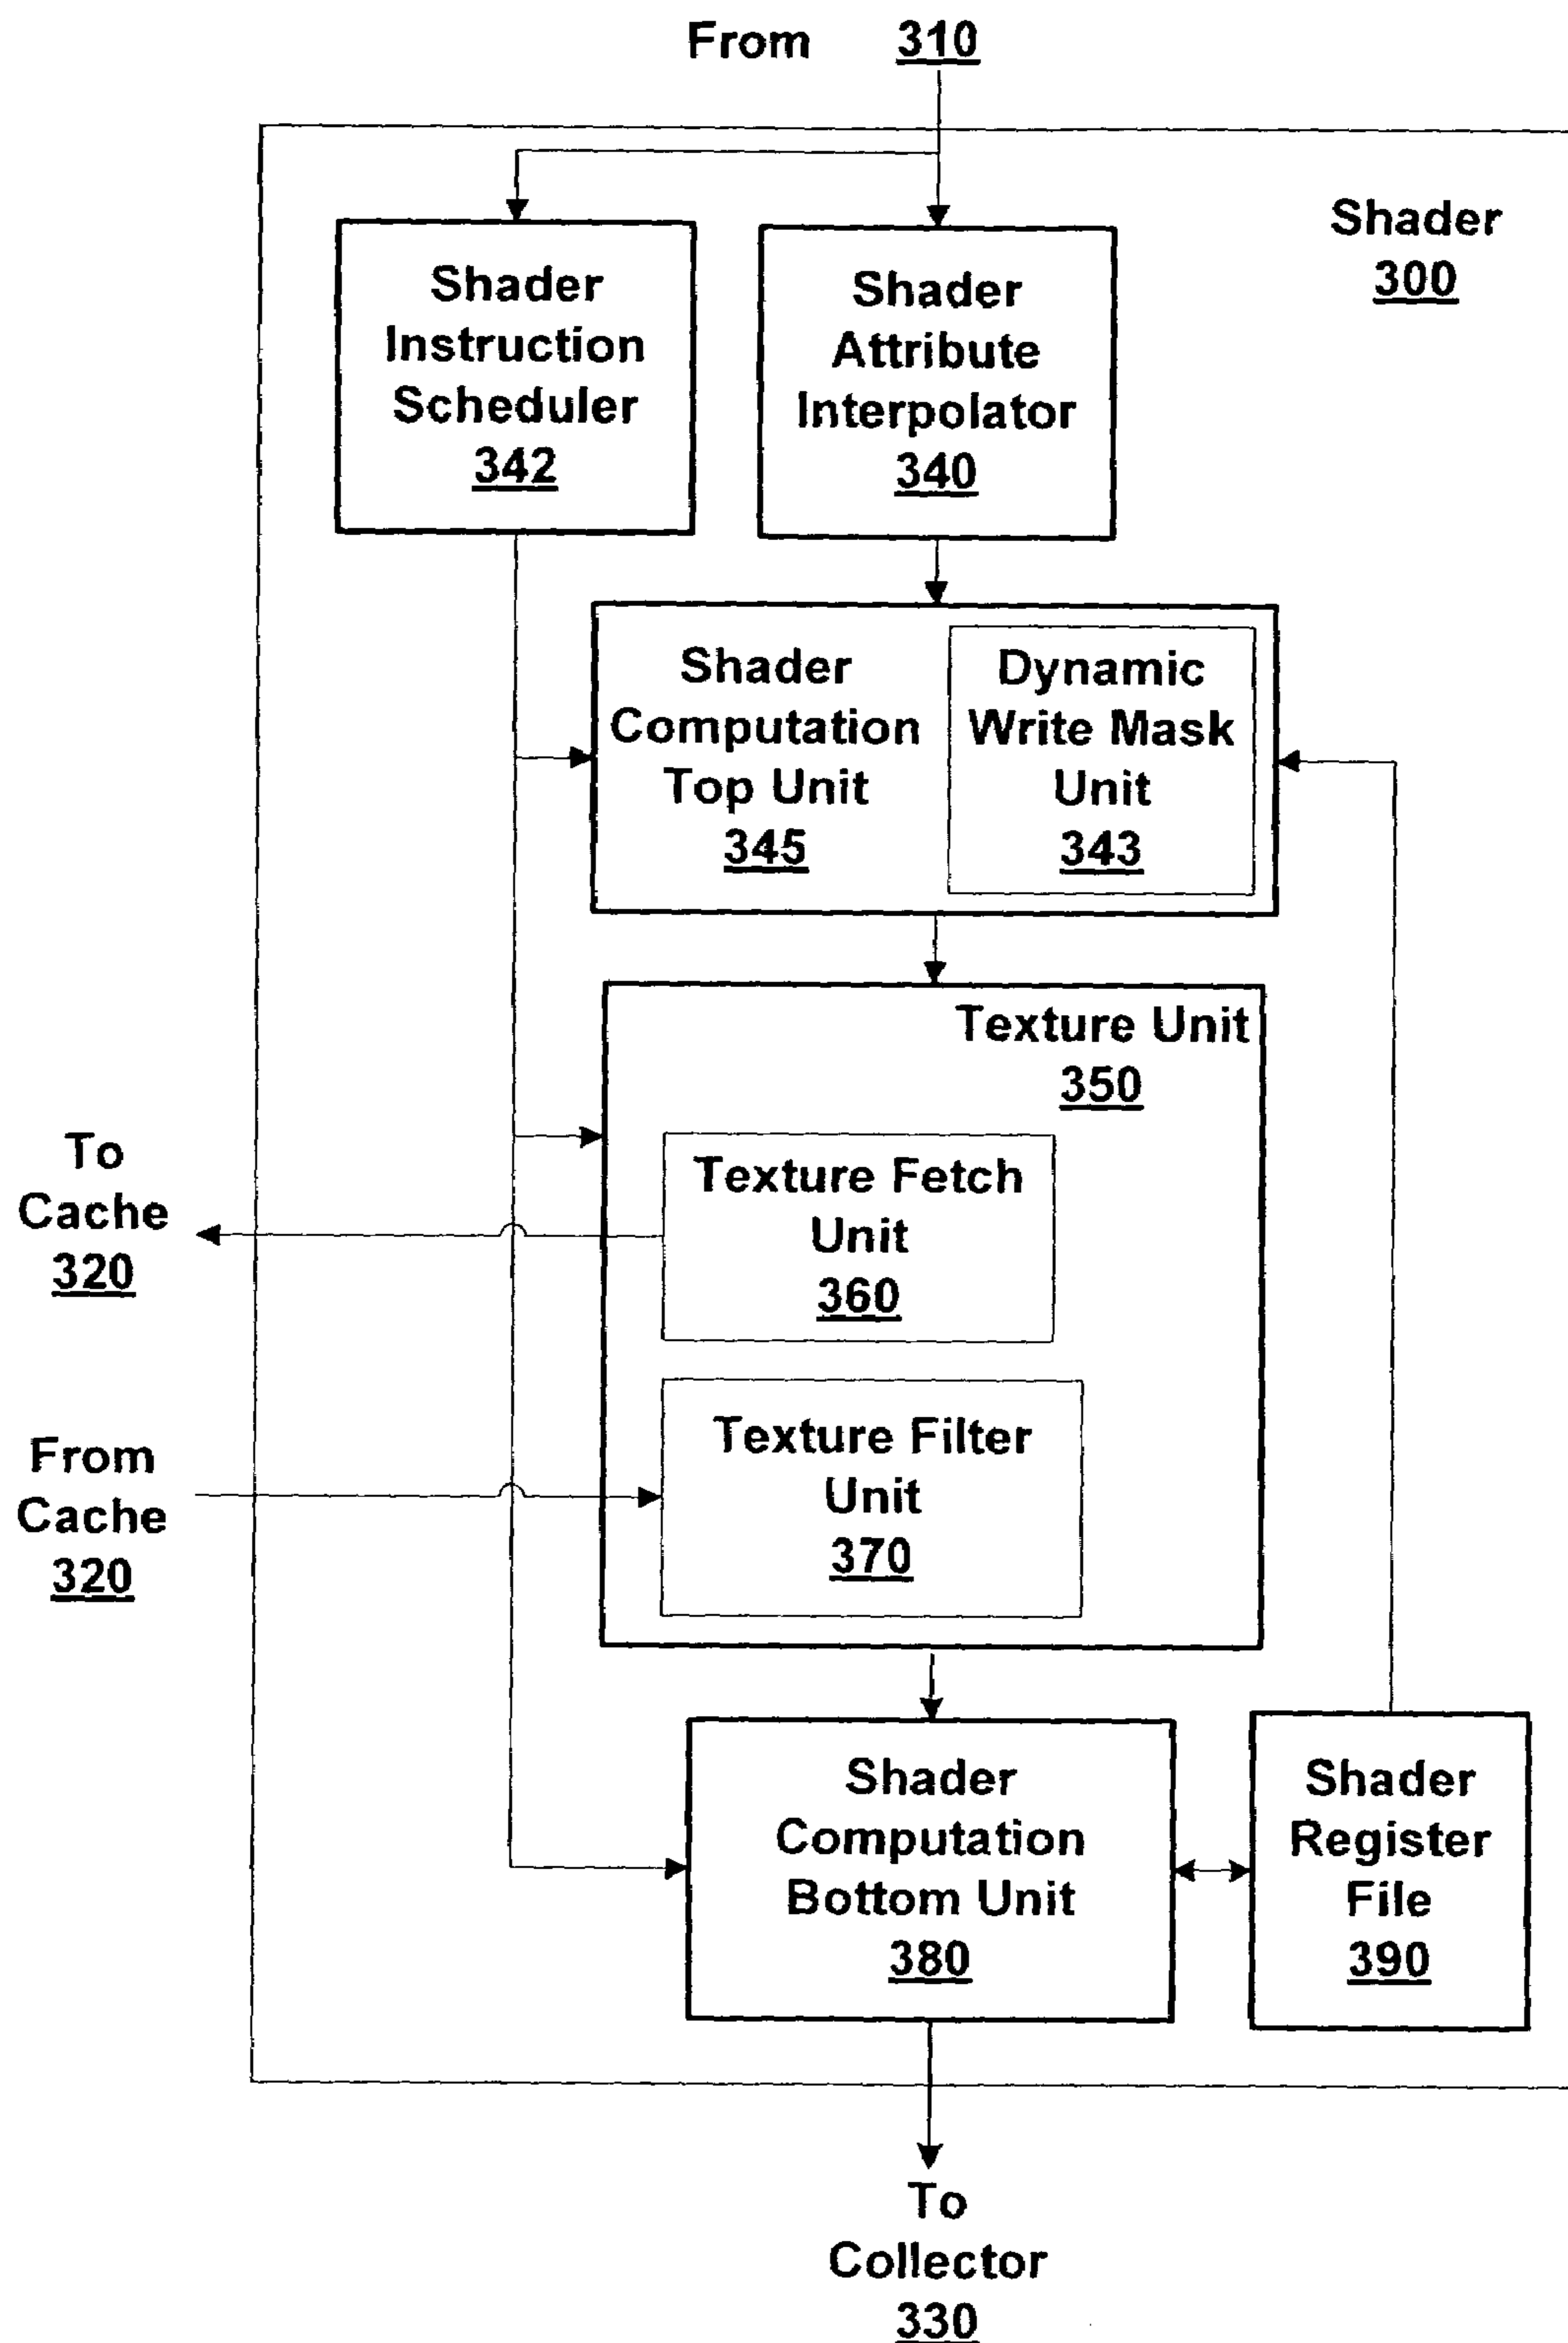 From 310
Shader
300
Shader
Instruction
Scheduler
342
Shader
Attribute
Interpolator
340
Shader
Computation
Top Unit
345
Dynamic
Write Mask
Unit
343
Texture Unit
350
To
Cache
320
Texture Fetch
Unit
360
From
Cache
320
Texture Filter
Unit
370
Shader
Computation
Bottom Unit
380
Shader
Register
File
390
To
Collector
330